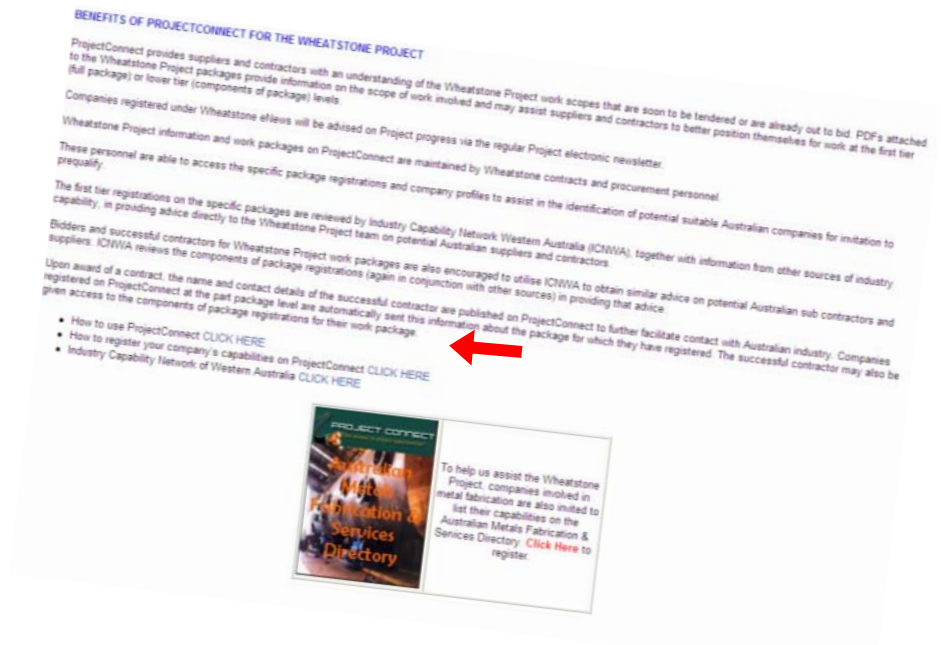 BENEFITS OF PROJECTCONNECT FOR THE WHEATSTONE PROJECT
ProjectConnect provides suppliers and contractors with an understanding of the Wheatstone Project work scopes that are soon to be tendered or are already out to bid. PDFs attached
to the Wheatstone Project packages provide information on the scope of work involved and may assist suppliers and contractors to better position themselves for work at the first tier
(full package) or lower tier (components of package) levels.
Companies registered under Wheatstone eNews will be advised on Project progress via the regular Project electronic newsletter.
Wheatstone Project information and work packages on ProjectConnect are maintained by Wheatstone contracts and procurement personnel.
These personnel are able to access the specific package registrations and company profiles to assist in the identification of potential suitable Australian companies for invitation to
prequalify.
The first tier registrations on the specific packages are reviewed by Industry Capability Network Western Australia (ICNWA), together with information from other sources of industry
capability, in providing advice directly to the Wheatstone Project team on potential Australian suppliers and contractors.
Bidders and successful contractors for Wheatstone Project work packages are also encouraged to utilise ICNWA to obtain similar advice on potential Australian sub contractors and
suppliers. ICNWA reviews the components of package registrations (again in conjunction with other sources) in providing that advice.
Upon award of a contract, the name and contact details of the successful contractor are published on ProjectConnect to further facilitate contact with Australian industry. Companies
registered on ProjectConnect at the part package level are automatically sent this information about the package for which they have registered. The successful contractor may also be
given access to the components of package registrations for their work package.
• How to use ProjectConnect CLICK HERE
• How to register your company's capabilities on ProjectConnect CLICK HERE
• Industry Capability Network of Western Australia CLICK HERE
PROJECT CONNECT
Australian
Metals
Fabrication &
Services
Directory
To help us assist the Wheatstone
Project, companies involved in
metal fabrication are also invited to
list their capabilities on the
Australian Metals Fabrication &
Services Directory. Click Here to
register.